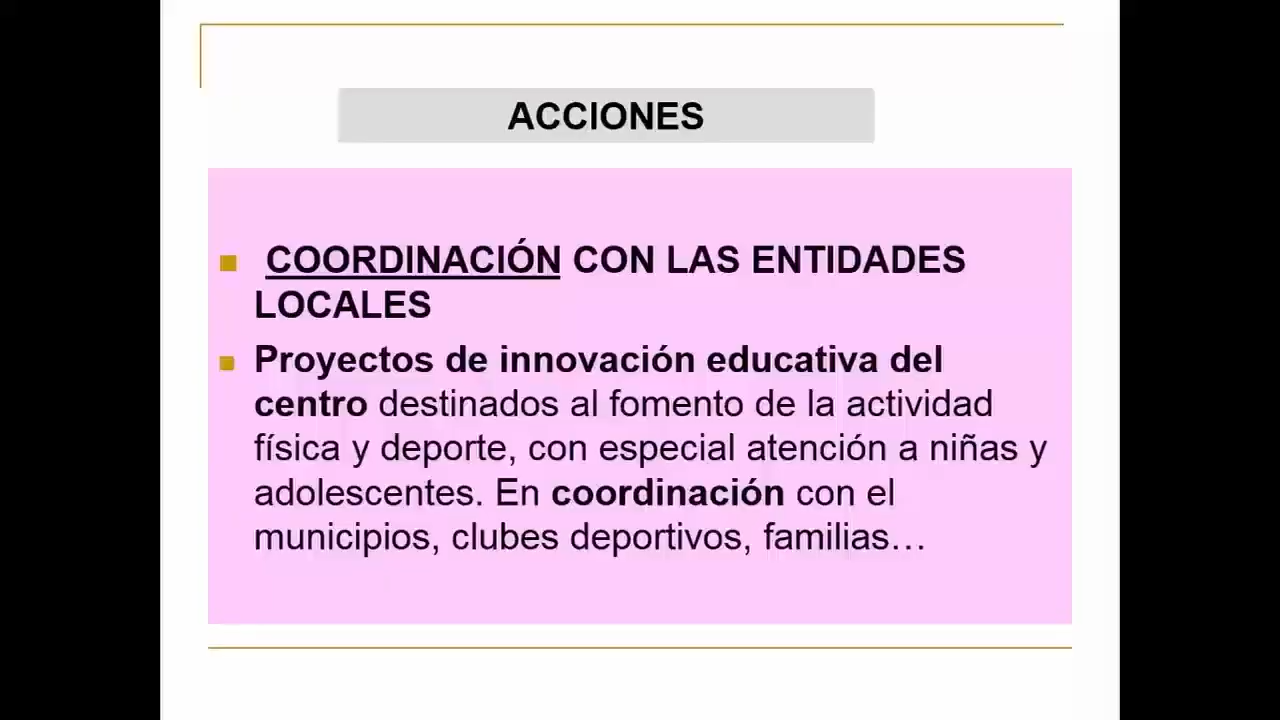 ACCIONES
COORDINACIÓN CON LAS ENTIDADES
LOCALES
Proyectos de innovación educativa del
centro destinados al fomento de la actividad
física y deporte, con especial atención a niñas y
adolescentes. En coordinación con el
municipios, clubes deportivos, familias…